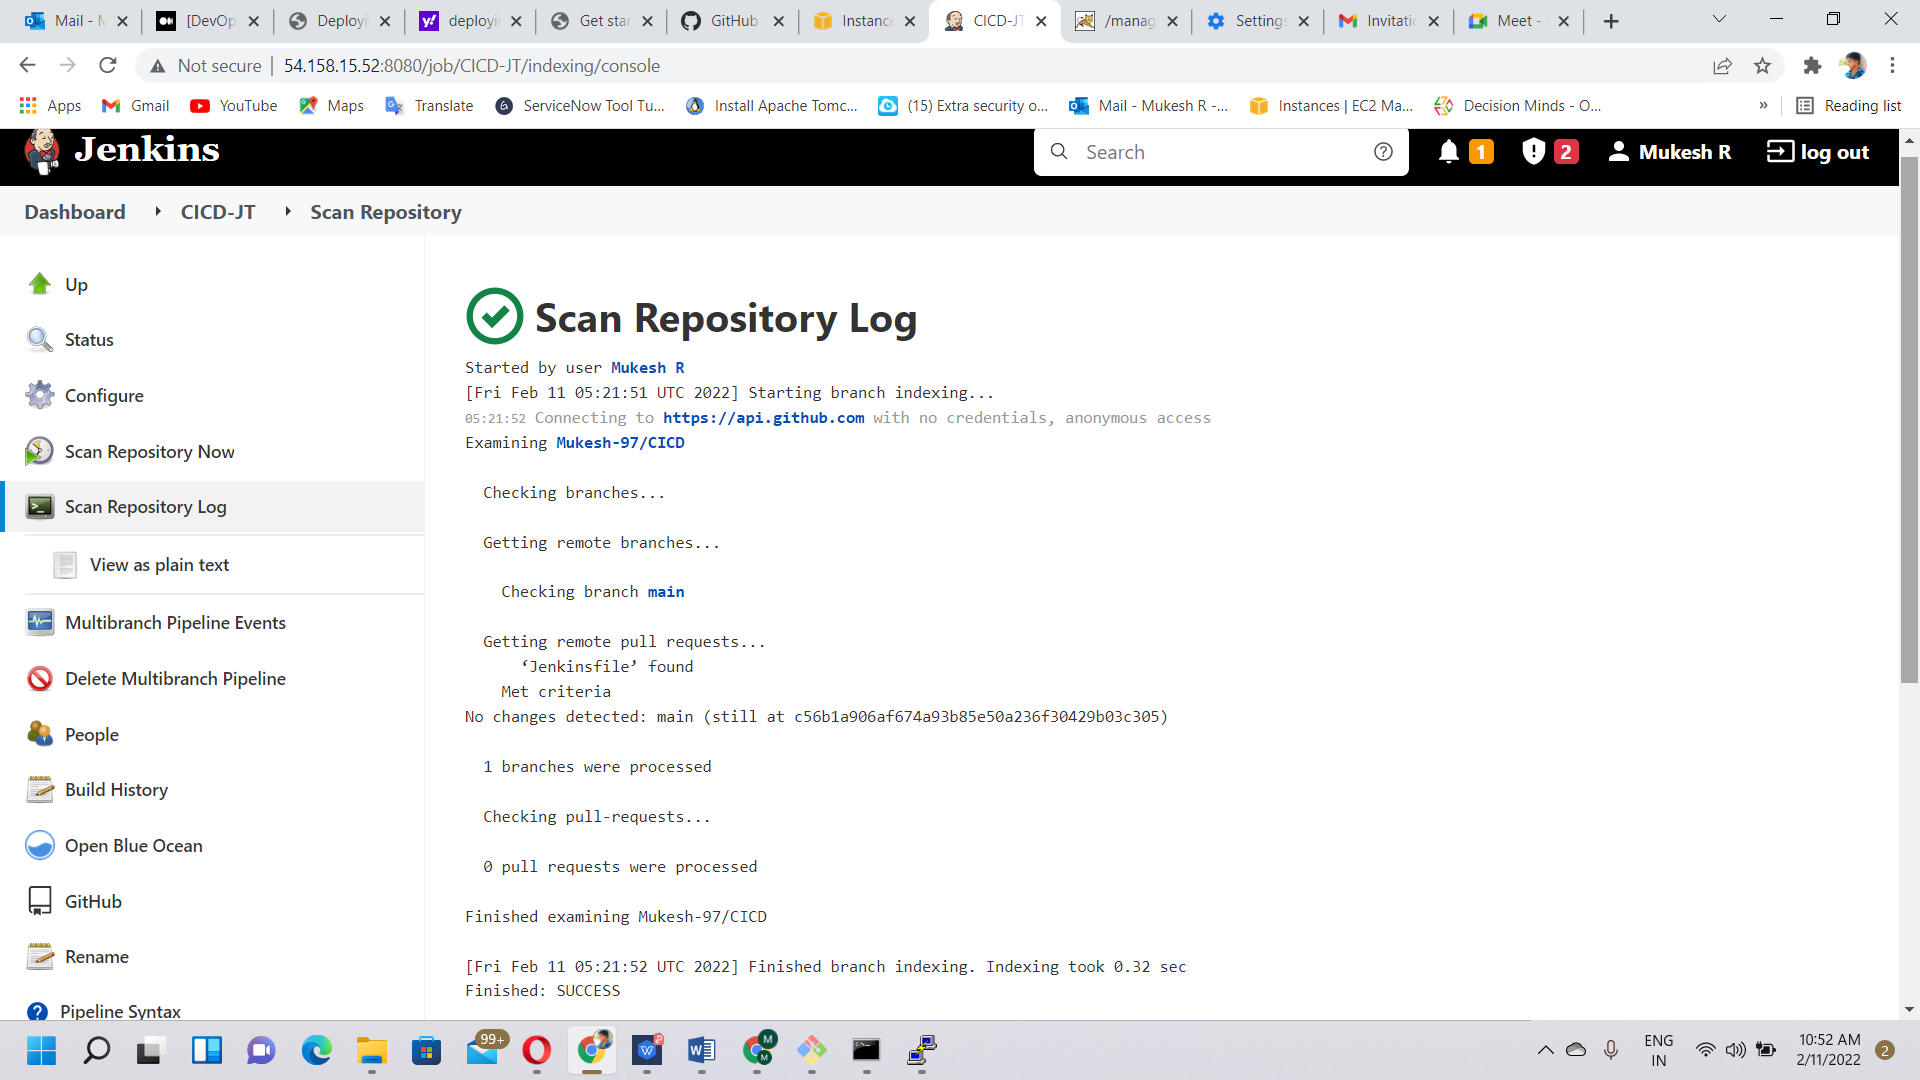 Mail - M
[DevOp
Deployi
deployi
Get star
GitHub
Instance
CICD-JT
/manag
Settings
Invitatio
Meet -
Not secure
54.158.15.52:8080/job/CICD-JT/indexing/console
Apps
Gmail
YouTube
Maps
Translate
ServiceNow Tool Tu...
Install Apache Tomc...
(15) Extra security o...
Mail - Mukesh R -...
Instances | EC2 Ma...
Decision Minds - O...
»
Reading list
Jenkins
Search
1
2
Mukesh R
log out
Dashboard
CICD-JT
Scan Repository
Up
Status
Configure
Scan Repository Now
Scan Repository Log
View as plain text
Multibranch Pipeline Events
Delete Multibranch Pipeline
People
Build History
Open Blue Ocean
GitHub
Rename
Pipeline Syntax
Scan Repository Log
Started by user Mukesh R
[Fri Feb 11 05:21:51 UTC 2022] Starting branch indexing...
05:21:52 Connecting to https://api.github.com with no credentials, anonymous access
Examining Mukesh-97/CICD
Checking branches...
Getting remote branches...
Checking branch main
Getting remote pull requests...
‘Jenkinsfile’ found
Met criteria
No changes detected: main (still at c56b1a906af674a93b85e50a236f30429b03c305)
1 branches were processed
Checking pull-requests...
0 pull requests were processed
Finished examining Mukesh-97/CICD
[Fri Feb 11 05:21:52 UTC 2022] Finished branch indexing. Indexing took 0.32 sec
Finished: SUCCESS
99+
M
M
ENG
IN
10:52 AM
2/11/2022
2